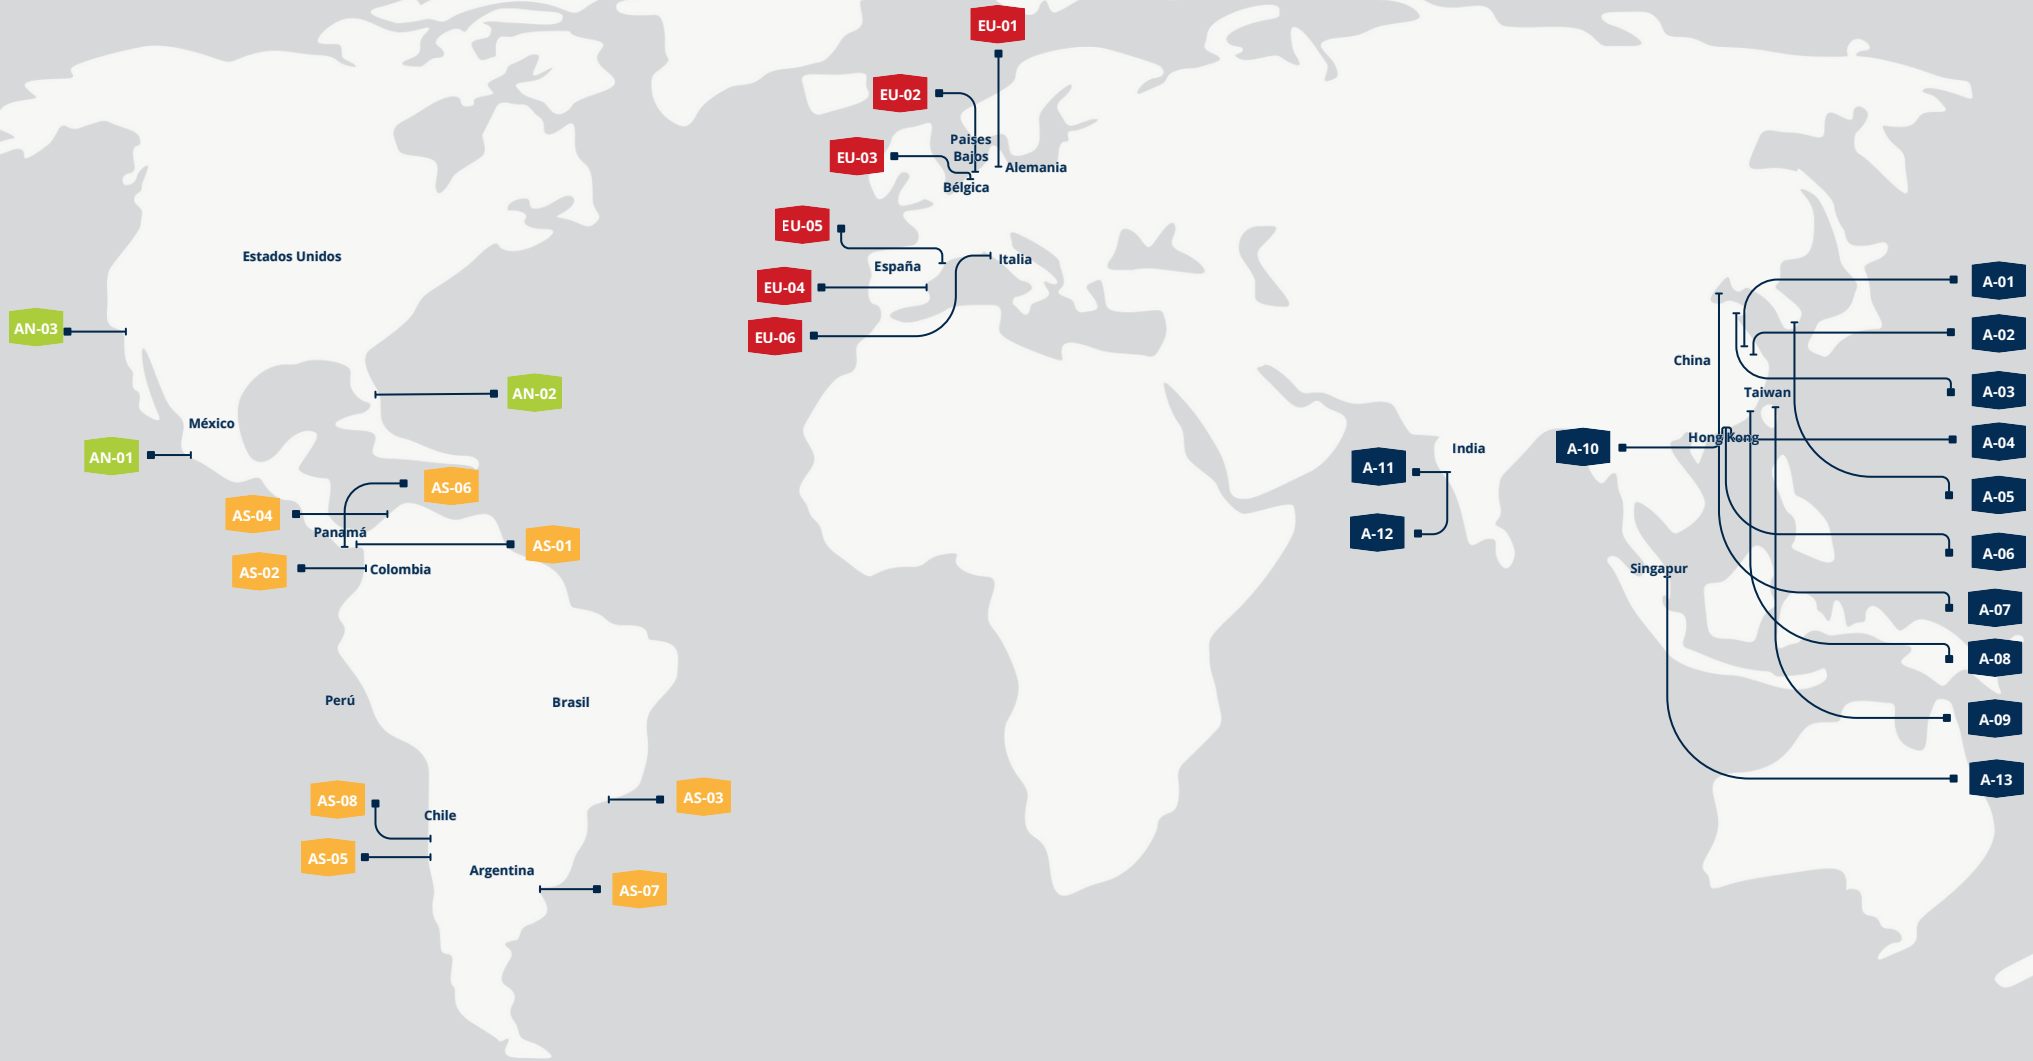 EU-01
EU-02
Paises
Bajos
EU-03
Alemania
Bélgica
EU-05
Estados Unidos
España
Italia
EU-04
A-01
AN-03
EU-06
A-02
China
AN-02
Taiwan
A-03
México
Hong Kong
A-04
India
A-10
AN-01
A-11
AS-06
A-05
AS-04
Panamá
A-12
AS-01
A-06
AS-02
Colombia
Singapur
A-07
A-08
Perú
Brasil
A-09
A-13
AS-08
AS-03
Chile
AS-05
Argentina
AS-07